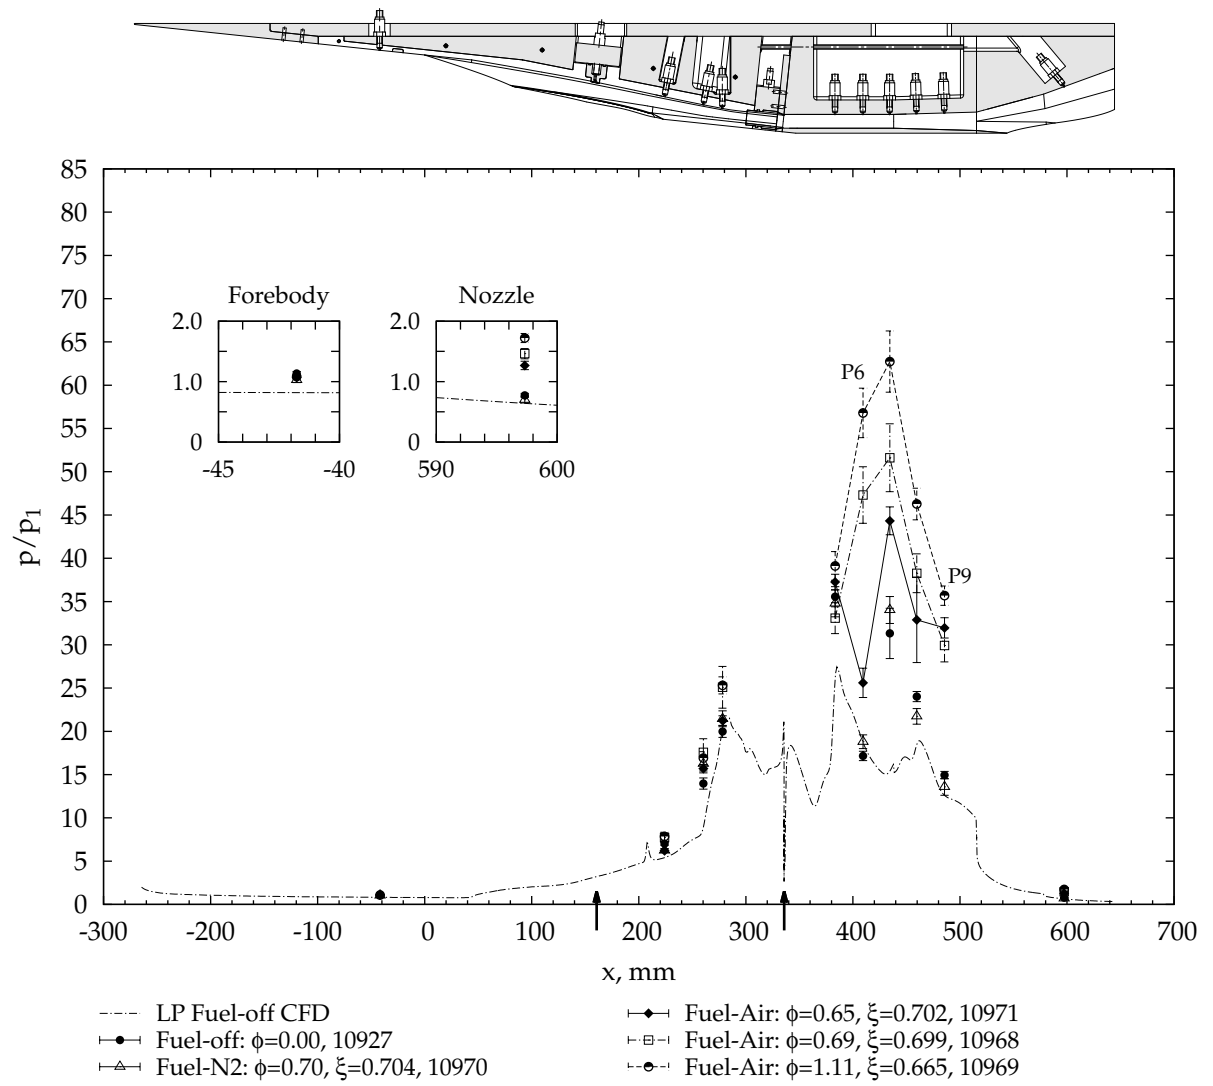 85
80
75
70
65
60
55
50
45
40
35
30
25
20
15
10
5
0
p/p1
Forebody
2.0
1.0
0
-45 -40
Nozzle
2.0
1.0
0
590 600
P6
P9
-300 -200 -100 0 100 200 300 400 500 600 700
x, mm
LP Fuel-off CFD
Fuel-off: ϕ=0.00, 10927
Fuel-N2: ϕ=0.70, ξ=0.704, 10970
Fuel-Air: ϕ=0.65, ξ=0.702, 10971
Fuel-Air: ϕ=0.69, ξ=0.699, 10968
Fuel-Air: ϕ=1.11, ξ=0.665, 10969